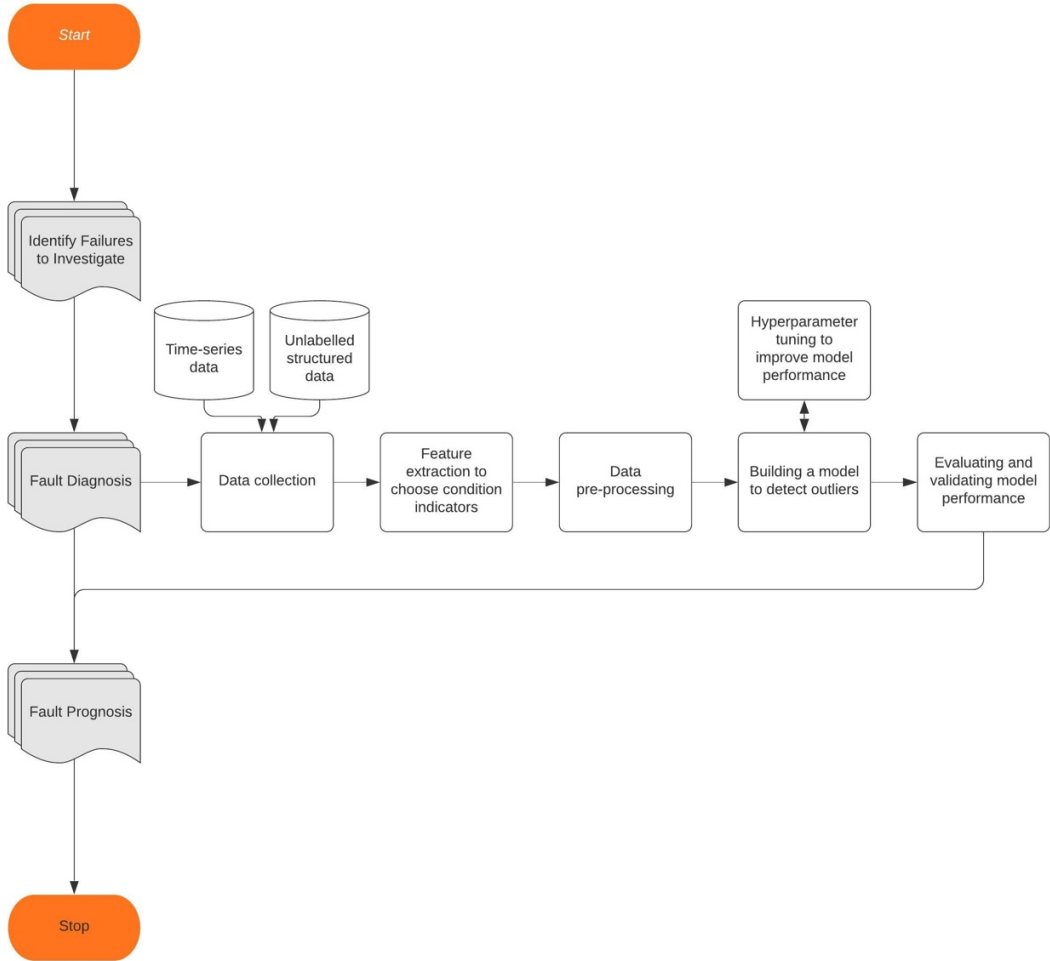 Start
Identify Failures
to Investigate
Time-series
data
Unlabelled
structured
data
Hyperparameter
tuning to
improve model
performance
Fault Diagnosis
Data collection
Feature
extraction to
choose condition
indicators
Data
pre-processing
Building a model
to detect outliers
Evaluating and
validating model
performance
Fault Prognosis
Stop